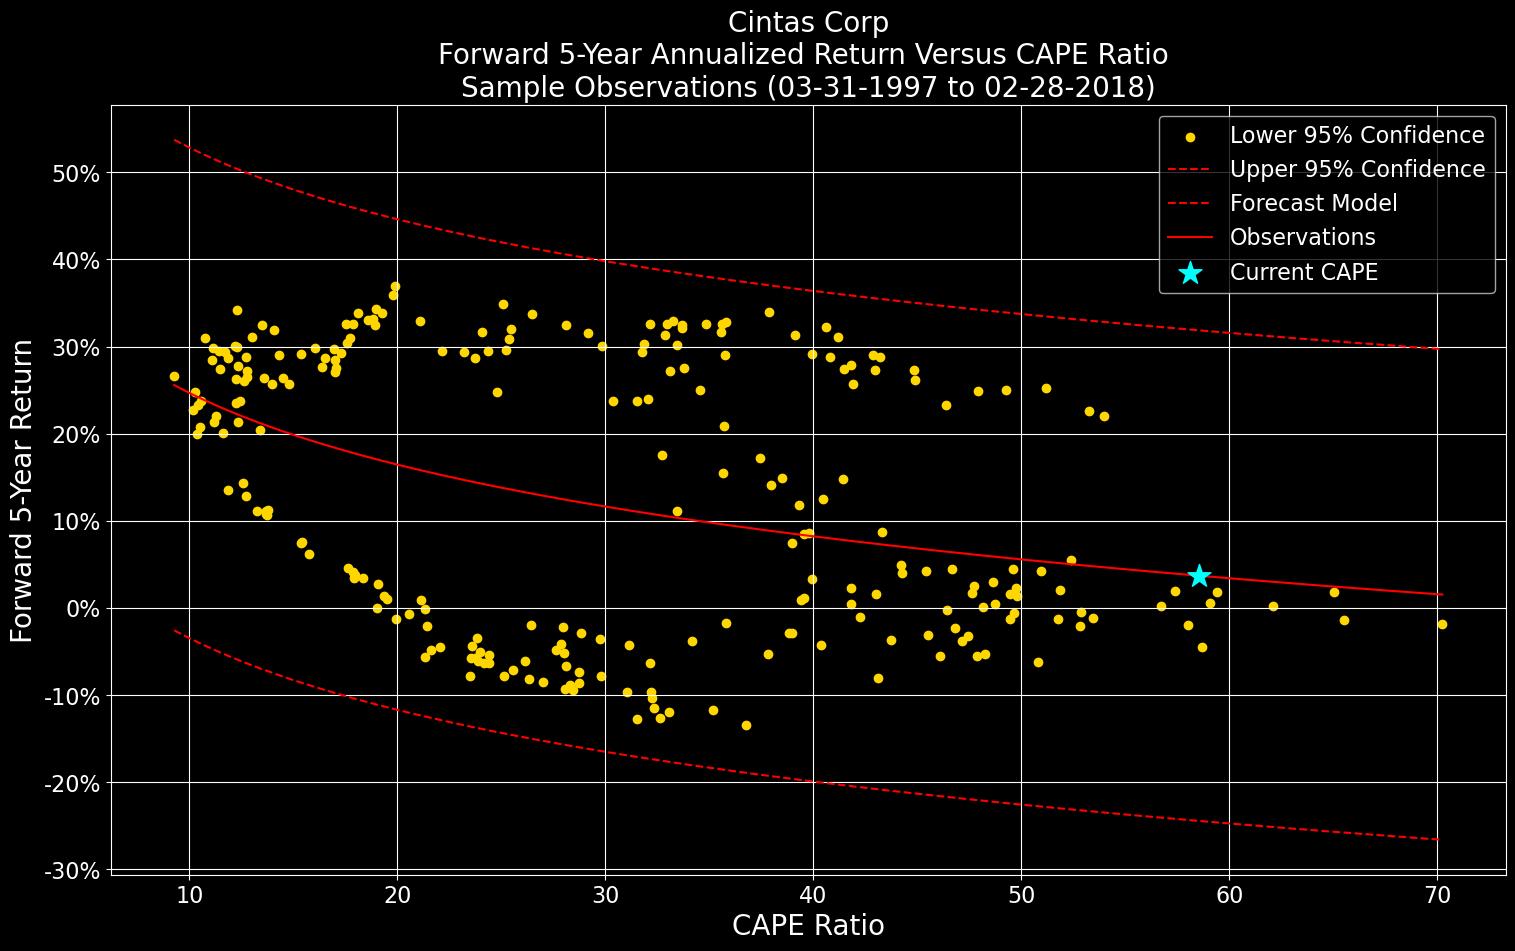 Cintas Corp
Forward 5-Year Annualized Return Versus CAPE Ratio
Sample Observations (03-31-1997 to 02-28-2018)
Lower 95% Confidence
Upper 95% Confidence
Forecast Model
Observations
Current CAPE
Forward 5-Year Return
50%
40%
30%
20%
10%
0%
-10%
-20%
-30%
10 20 30 40 50 60 70
CAPE Ratio